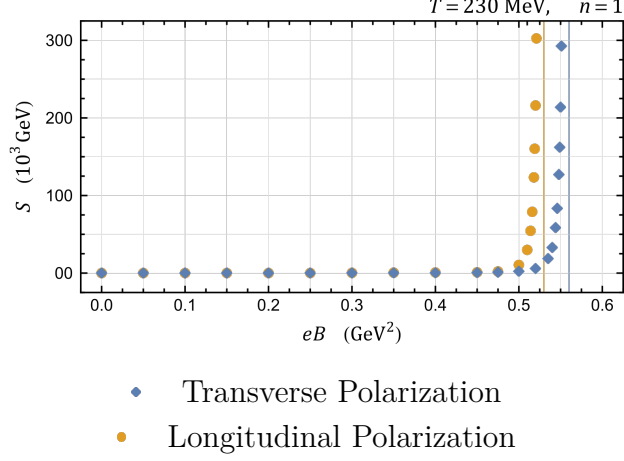 T = 230 MeV, n = 1
300
200
100
00
S (10³ GeV)
0.0 0.1 0.2 0.3 0.4 0.5 0.6
eB (GeV²)
Transverse Polarization
Longitudinal Polarization